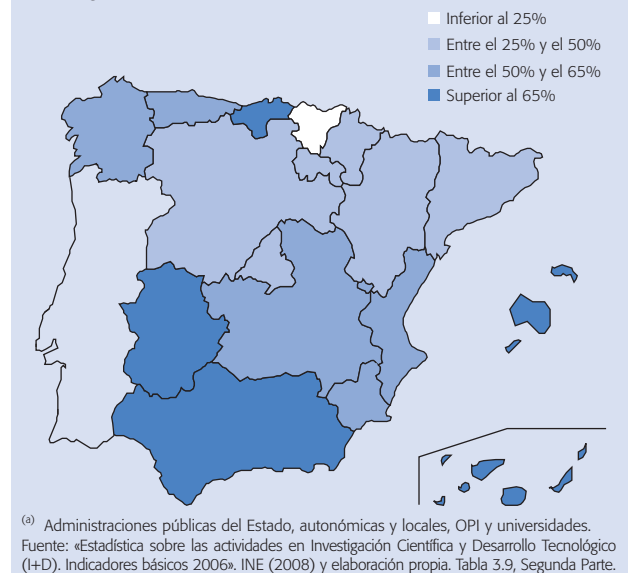 Inferior al 25%
Entre el 25% y el 50%
Entre el 50% y el 65%
Superior al 65%
(a) Administraciones públicas del Estado, autonómicas y locales, OPI y universidades.
Fuente: «Estadística sobre las actividades en Investigación Científica y Desarrollo Tecnológico
(I+D). Indicadores básicos 2006». INE (2008) y elaboración propia. Tabla 3.9, Segunda Parte.